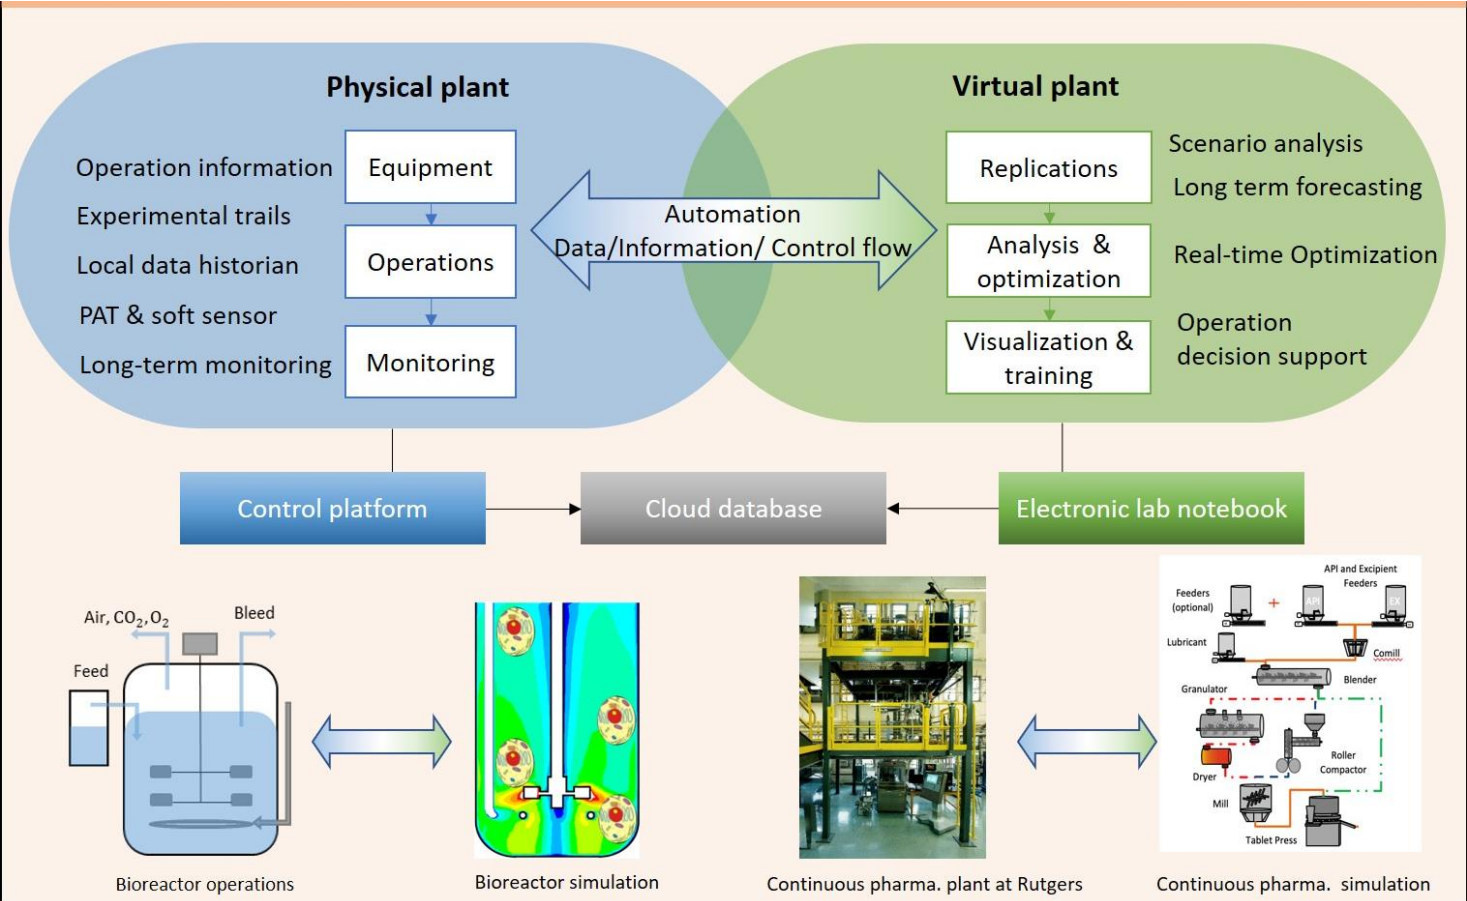 Physical plant
Virtual plant
Operation information
Experimental trails
Local data historian
PAT & soft sensor
Long-term monitoring
Equipment
Operations
Monitoring
Automation
Data/Information/ Control flow
Replications
Analysis & 
optimization
Visualization &
training
Scenario analysis
Long term forecasting
Real-time Optimization
Operation
decision support
Control platform
Cloud database
Electronic lab notebook
Air, CO₂,O₂
Bleed
Feed
Bioreactor operations
Bioreactor simulation
Continuous pharma. plant at Rutgers
API and Excipient
Feeders
Feeders
(optional)
+
API
EX
Lubricant
Comill
Blender
Granulator
Roller
Compactor
Dryer
Mill
Tablet Press
Continuous pharma. simulation